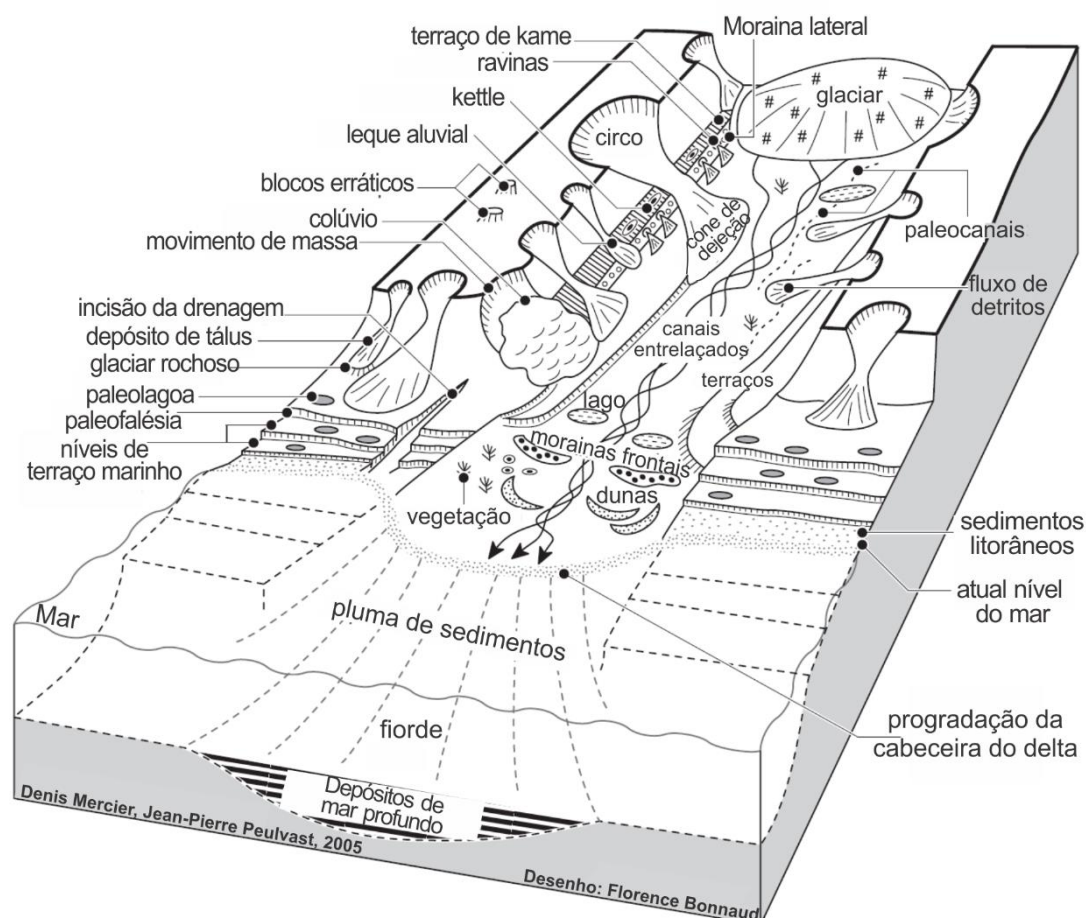 Moraina lateral
terraço de kame
ravinas
kettle
leque aluvial
blocos erráticos
colúvio
movimento de massa
incisão da drenagem
depósito de tálus
glaciar rochoso
paleolagoa
paleofalésia
níveis de
terraço marinho
glaciar
circo
cone de
dejeção
paleocanais
fluxo de
detritos
canais
entrelaçados
terraços
lago
morainas frontais
dunas
vegetação
sedimentos
litorâneos
atual nível
do mar
Mar
pluma de sedimentos
fiorde
progradação da
cabeceira do delta
Depósitos de
mar profundo
Denis Mercier, Jean-Pierre Peulvast, 2005
Desenho: Florence Bonnaud